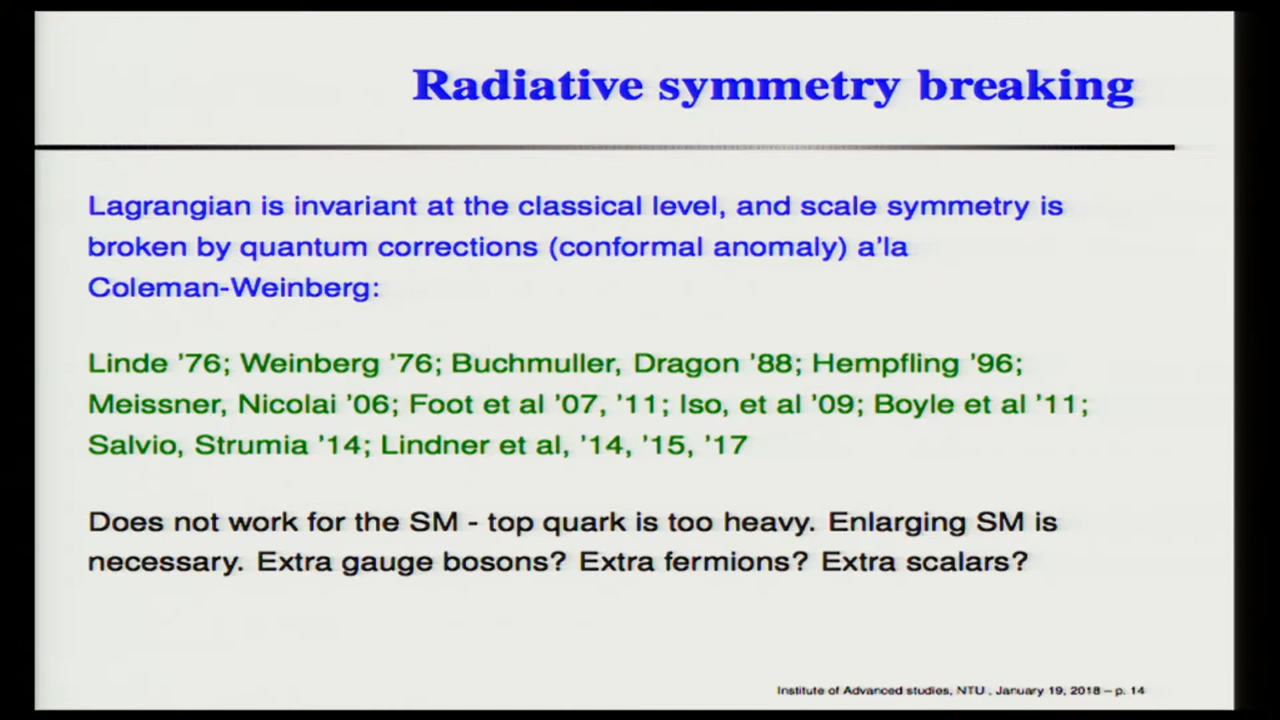 Radiative symmetry breaking
Lagrangian is invariant at the classical level, and scale symmetry is
broken by quantum corrections (conformal anomaly) a'la
Coleman-Weinberg:
Linde '76; Weinberg '76; Buchmuller, Dragon '88; Hempfling '96;
Meissner, Nicolai '06; Foot et al '07, '11; Iso, et al '09; Boyle et al '11;
Salvio, Strumia '14; Lindner et al, '14, '15, '17
Does not work for the SM - top quark is too heavy. Enlarging SM is
necessary. Extra gauge bosons? Extra fermions? Extra scalars?
Institute of Advanced studies, NTU , January 19, 2018 – p. 14